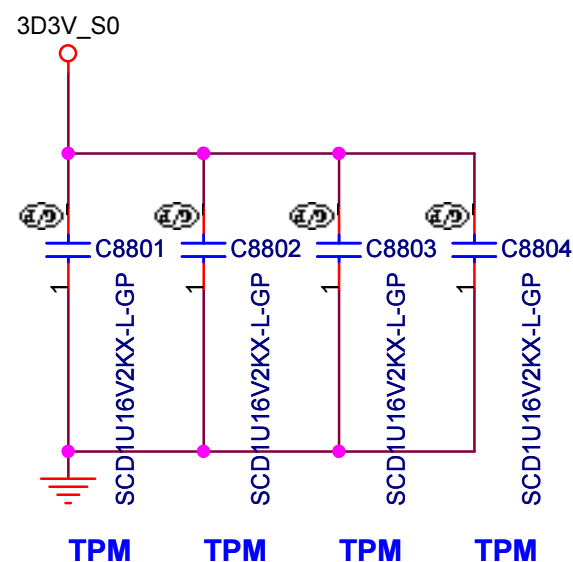 3D3V_S0
C8801
C8802
C8803
C8804
1
1
1
1
SCD1U16V2KX-L-GP
SCD1U16V2KX-L-GP
SCD1U16V2KX-L-GP
SCD1U16V2KX-L-GP
TPM
TPM
TPM
TPM